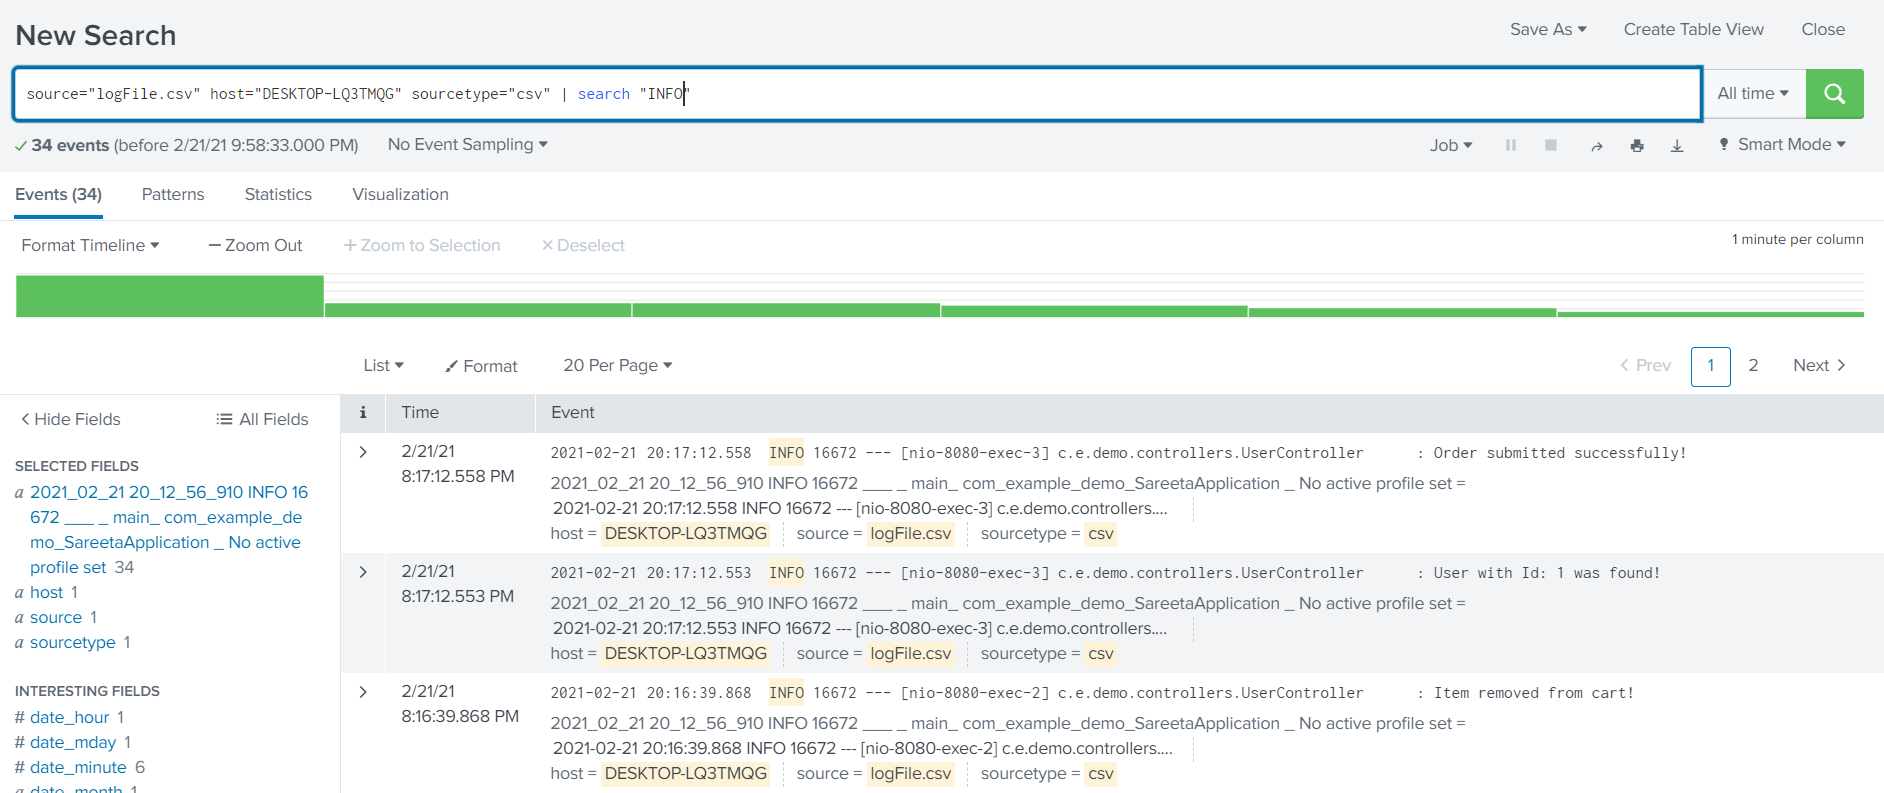 New Search
Save As
Create Table View
Close
source="logFile.csv" host="DESKTOP-LQ3TMQG" sourcetype="csv" | search "INFO"
All time
34 events (before 2/21/21 9:58:33.000 PM)
No Event Sampling
Job
Smart Mode
Events (34)
Patterns
Statistics
Visualization
Format Timeline
Zoom Out
Zoom to Selection
Deselect
1 minute per column
List
Format
20 Per Page
Prev
1
2
Next
Hide Fields
All Fields
SELECTED FIELDS
a 2021_02_21 20_12_56_910 INFO 16
672 ___ _ main_ com_example_de
mo_SareetaApplication _ No active
profile set 34
a host 1
a source 1
a sourcetype 1
INTERESTING FIELDS
# date_hour 1
# date_mday 1
# date_minute 6
a date_month 1
i
Time
Event
2/21/21
8:17:12.558 PM
2021-02-21 20:17:12.558 INFO 16672 --- [nio-8080-exec-3] c.e.demo.controllers.UserController : Order submitted successfully!
2021_02_21 20_12_56_910 INFO 16672 ___ _ main_ com_example_demo_SareetaApplication _ No active profile set =
2021-02-21 20:17:12.558 INFO 16672 --- [nio-8080-exec-3] c.e.demo.controllers....
host = DESKTOP-LQ3TMQG source = logFile.csv sourcetype = csv
2/21/21
8:17:12.553 PM
2021-02-21 20:17:12.553 INFO 16672 --- [nio-8080-exec-3] c.e.demo.controllers.UserController : User with Id: 1 was found!
2021_02_21 20_12_56_910 INFO 16672 ___ _ main_ com_example_demo_SareetaApplication _ No active profile set =
2021-02-21 20:17:12.553 INFO 16672 --- [nio-8080-exec-3] c.e.demo.controllers....
host = DESKTOP-LQ3TMQG source = logFile.csv sourcetype = csv
2/21/21
8:16:39.868 PM
2021-02-21 20:16:39.868 INFO 16672 --- [nio-8080-exec-2] c.e.demo.controllers.UserController : Item removed from cart!
2021_02_21 20_12_56_910 INFO 16672 ___ _ main_ com_example_demo_SareetaApplication _ No active profile set =
2021-02-21 20:16:39.868 INFO 16672 --- [nio-8080-exec-2] c.e.demo.controllers....
host = DESKTOP-LQ3TMQG source = logFile.csv sourcetype = csv